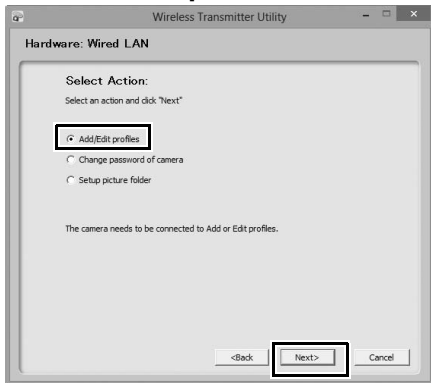 Wireless Transmitter Utility
Hardware: Wired LAN
Select Action:
Select an action and click "Next"
Add/Edit profiles
Change password of camera
Setup picture folder
The camera needs to be connected to Add or Edit profiles.
<Back Next> Cancel